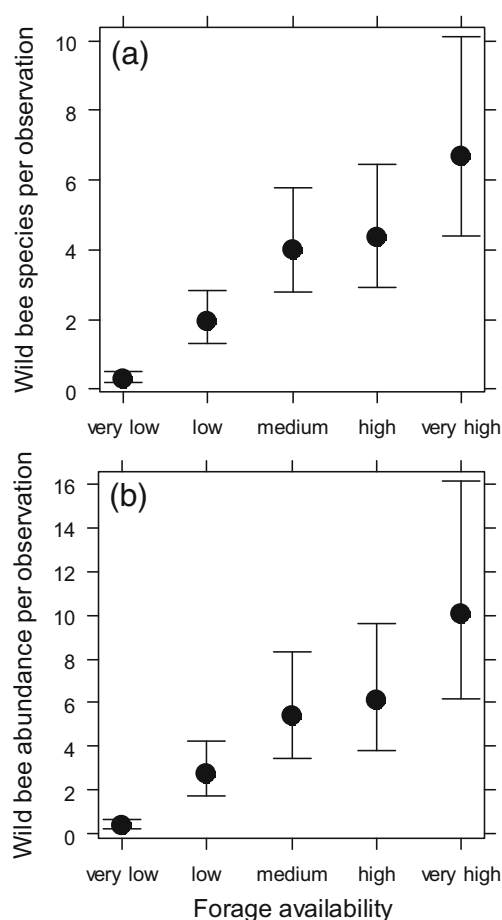 (a)
Wild bee species per observation
10
8
6
4
2
0
very low low medium high very high
(b)
Wild bee abundance per observation
16
14
12
10
8
6
4
2
0
very low low medium high very high
Forage availability